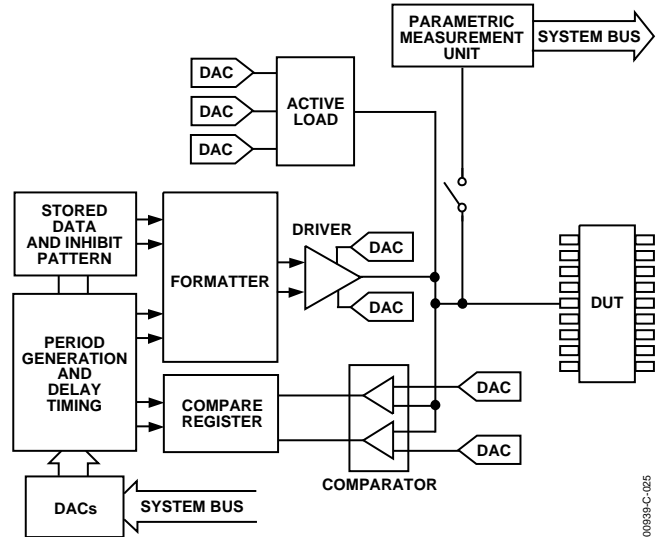 PARAMETRIC
MEASUREMENT
UNIT
SYSTEM BUS
DAC
DAC
DAC
ACTIVE
LOAD
STORED
DATA
AND INHIBIT
PATTERN
FORMATTER
DRIVER
DAC
DAC
DUT
PERIOD
GENERATION
AND
DELAY
TIMING
COMPARE
REGISTER
DAC
DAC
COMPARATOR
DACs
SYSTEM BUS
00939-C-025